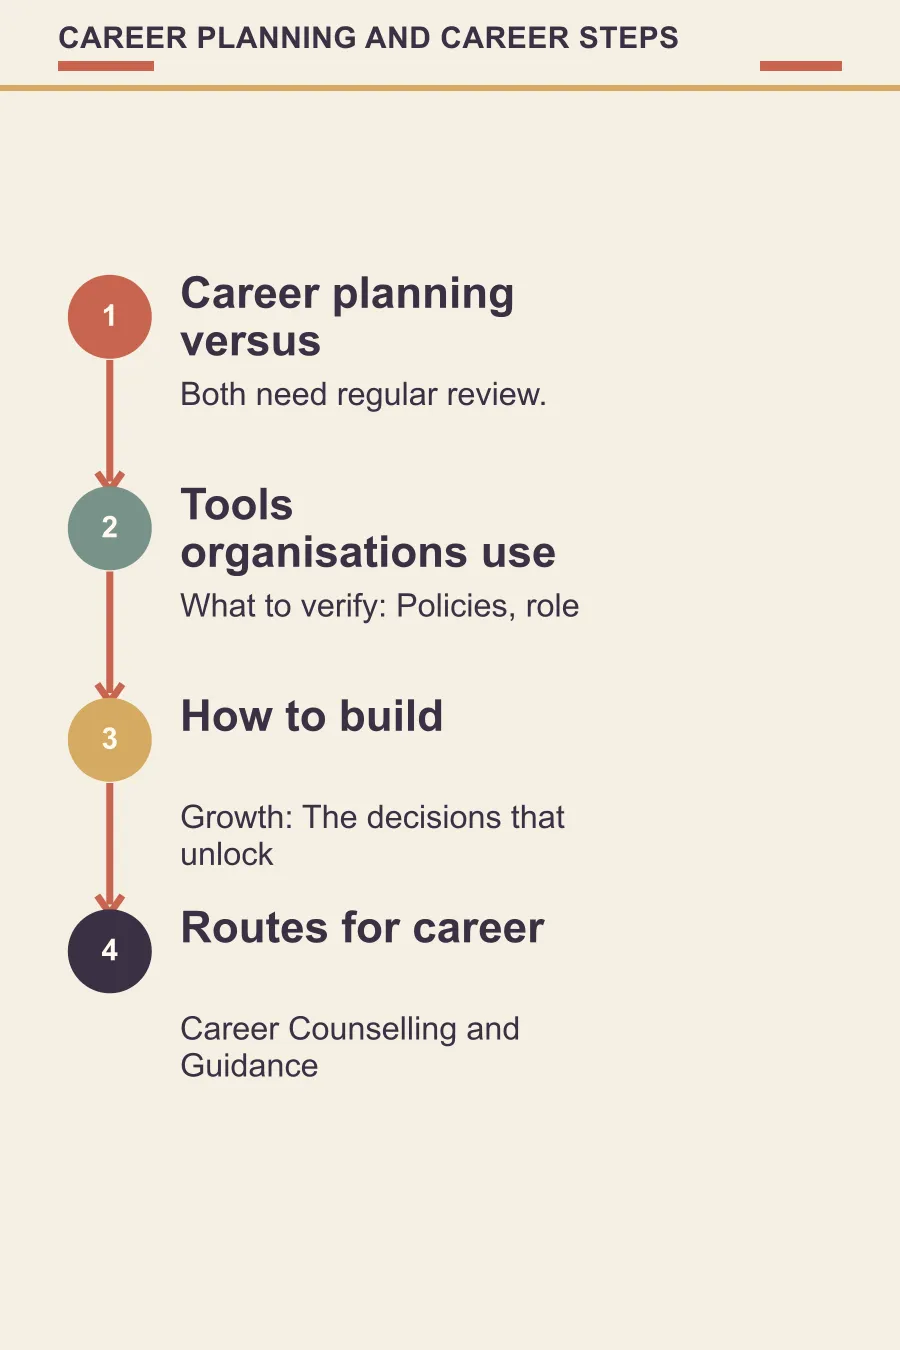 CAREER PLANNING AND CAREER STEPS
1
Career planning
versus
Both need regular review.
2
Tools
organisations use
What to verify: Policies, role
3
How to build
Growth: The decisions that
unlock
4
Routes for career
Career Counselling and
Guidance